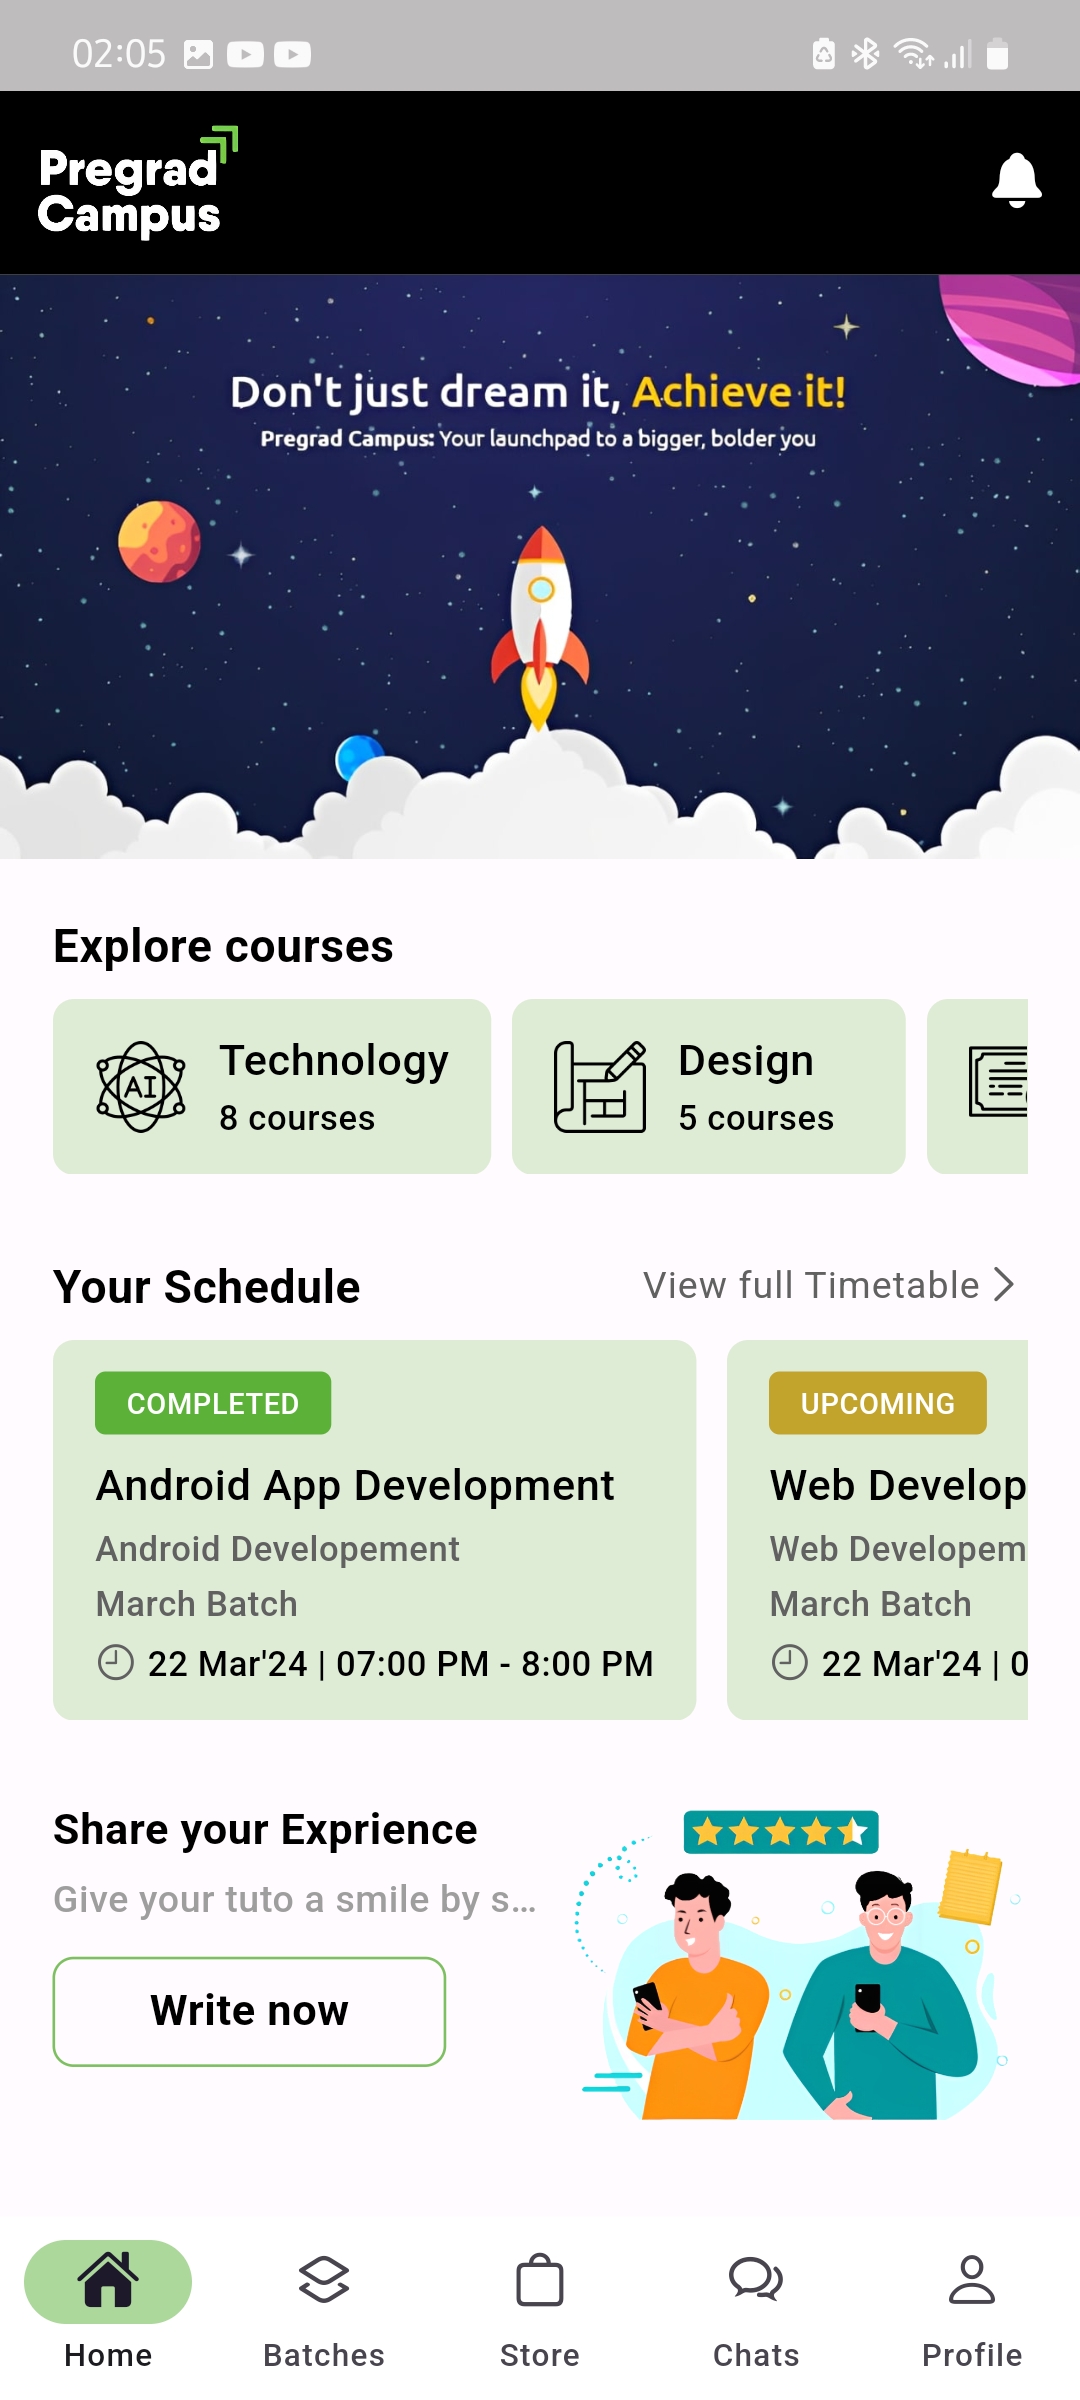 02:05
Pregrad
Campus
Don't just dream it, Achieve it!
Pregrad Campus: Your launchpad to a bigger, bolder you
Explore courses
AI
Technology
8 courses
Design
5 courses
Your Schedule
View full Timetable
COMPLETED
Android App Development
Android Developement
March Batch
22 Mar'24 | 07:00 PM - 8:00 PM
UPCOMING
Web Develop
Web Developem
March Batch
22 Mar'24 | 0
Share your Exprience
Give your tuto a smile by s...
Write now
Home
Batches
Store
Chats
Profile